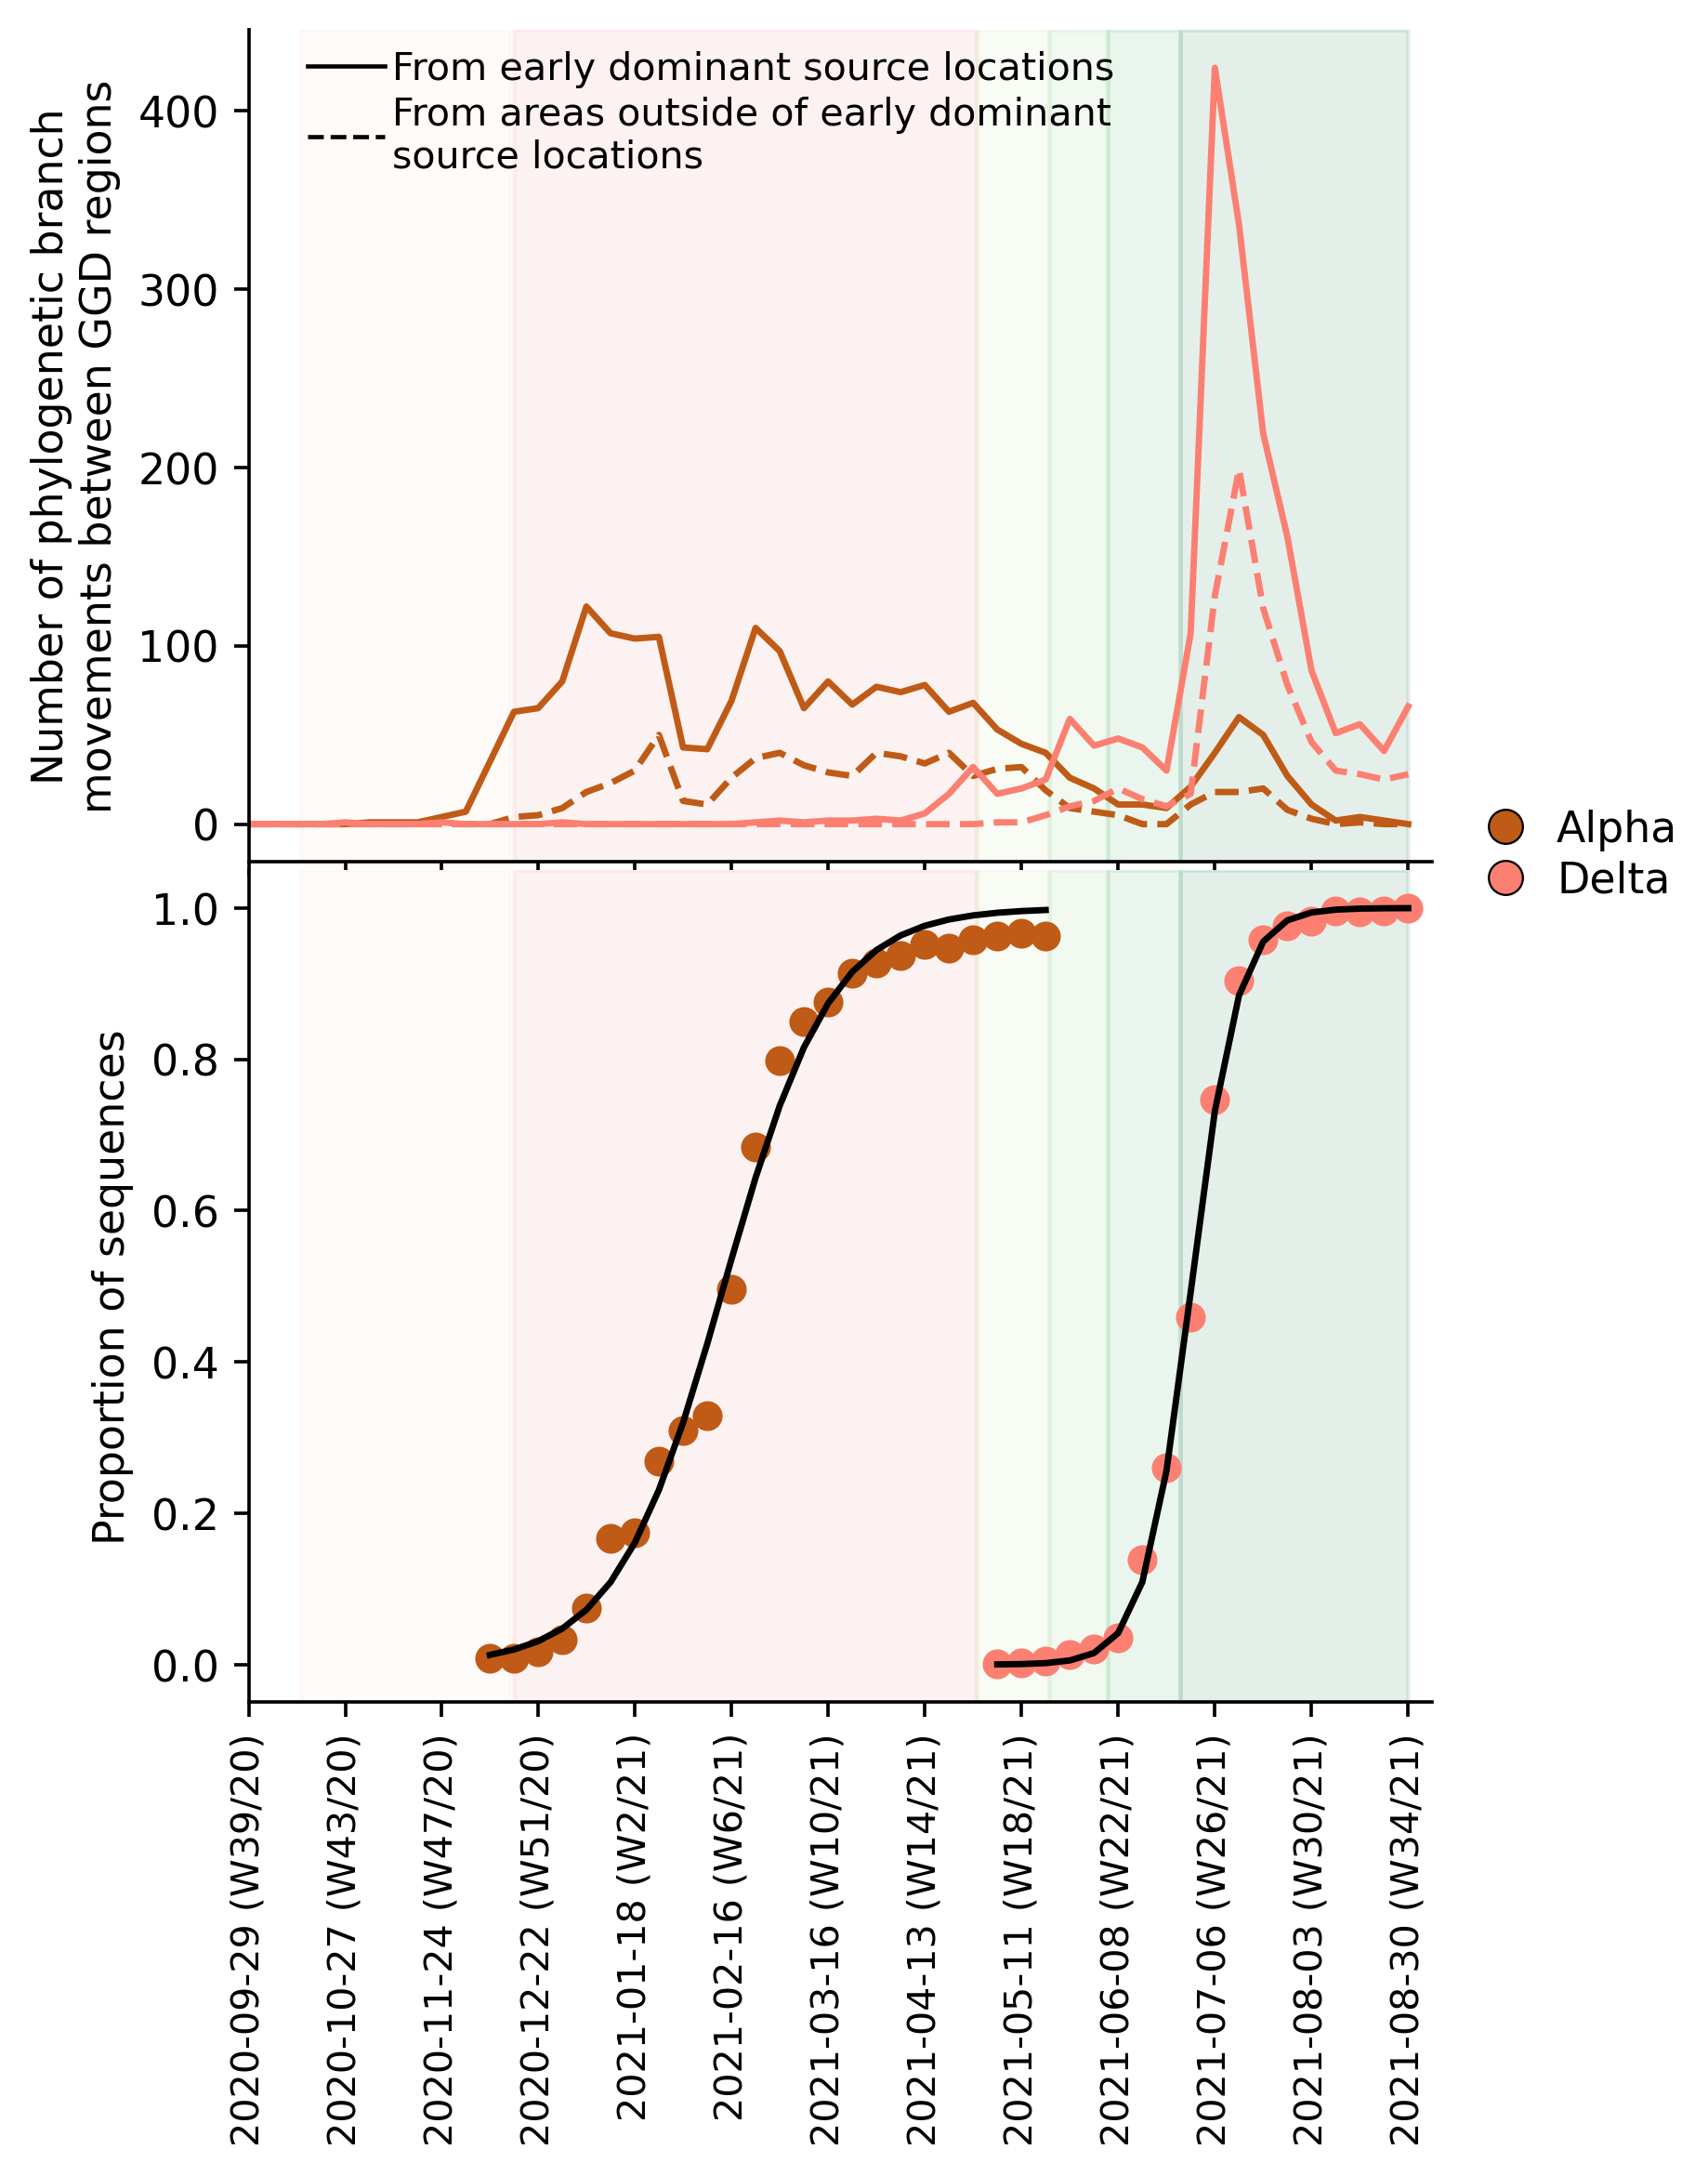 From early dominant source locations
From areas outside of early dominant
source locations
Number of phylogenetic branch
movements between GGD regions
400
300
200
100
0
Alpha
Delta
Proportion of sequences
1.0
0.8
0.6
0.4
0.2
0.0
2020-09-29 (W39/20)
2020-10-27 (W43/20)
2020-11-24 (W47/20)
2020-12-22 (W51/20)
2021-01-18 (W2/21)
2021-02-16 (W6/21)
2021-03-16 (W10/21)
2021-04-13 (W14/21)
2021-05-11 (W18/21)
2021-06-08 (W22/21)
2021-07-06 (W26/21)
2021-08-03 (W30/21)
2021-08-30 (W34/21)